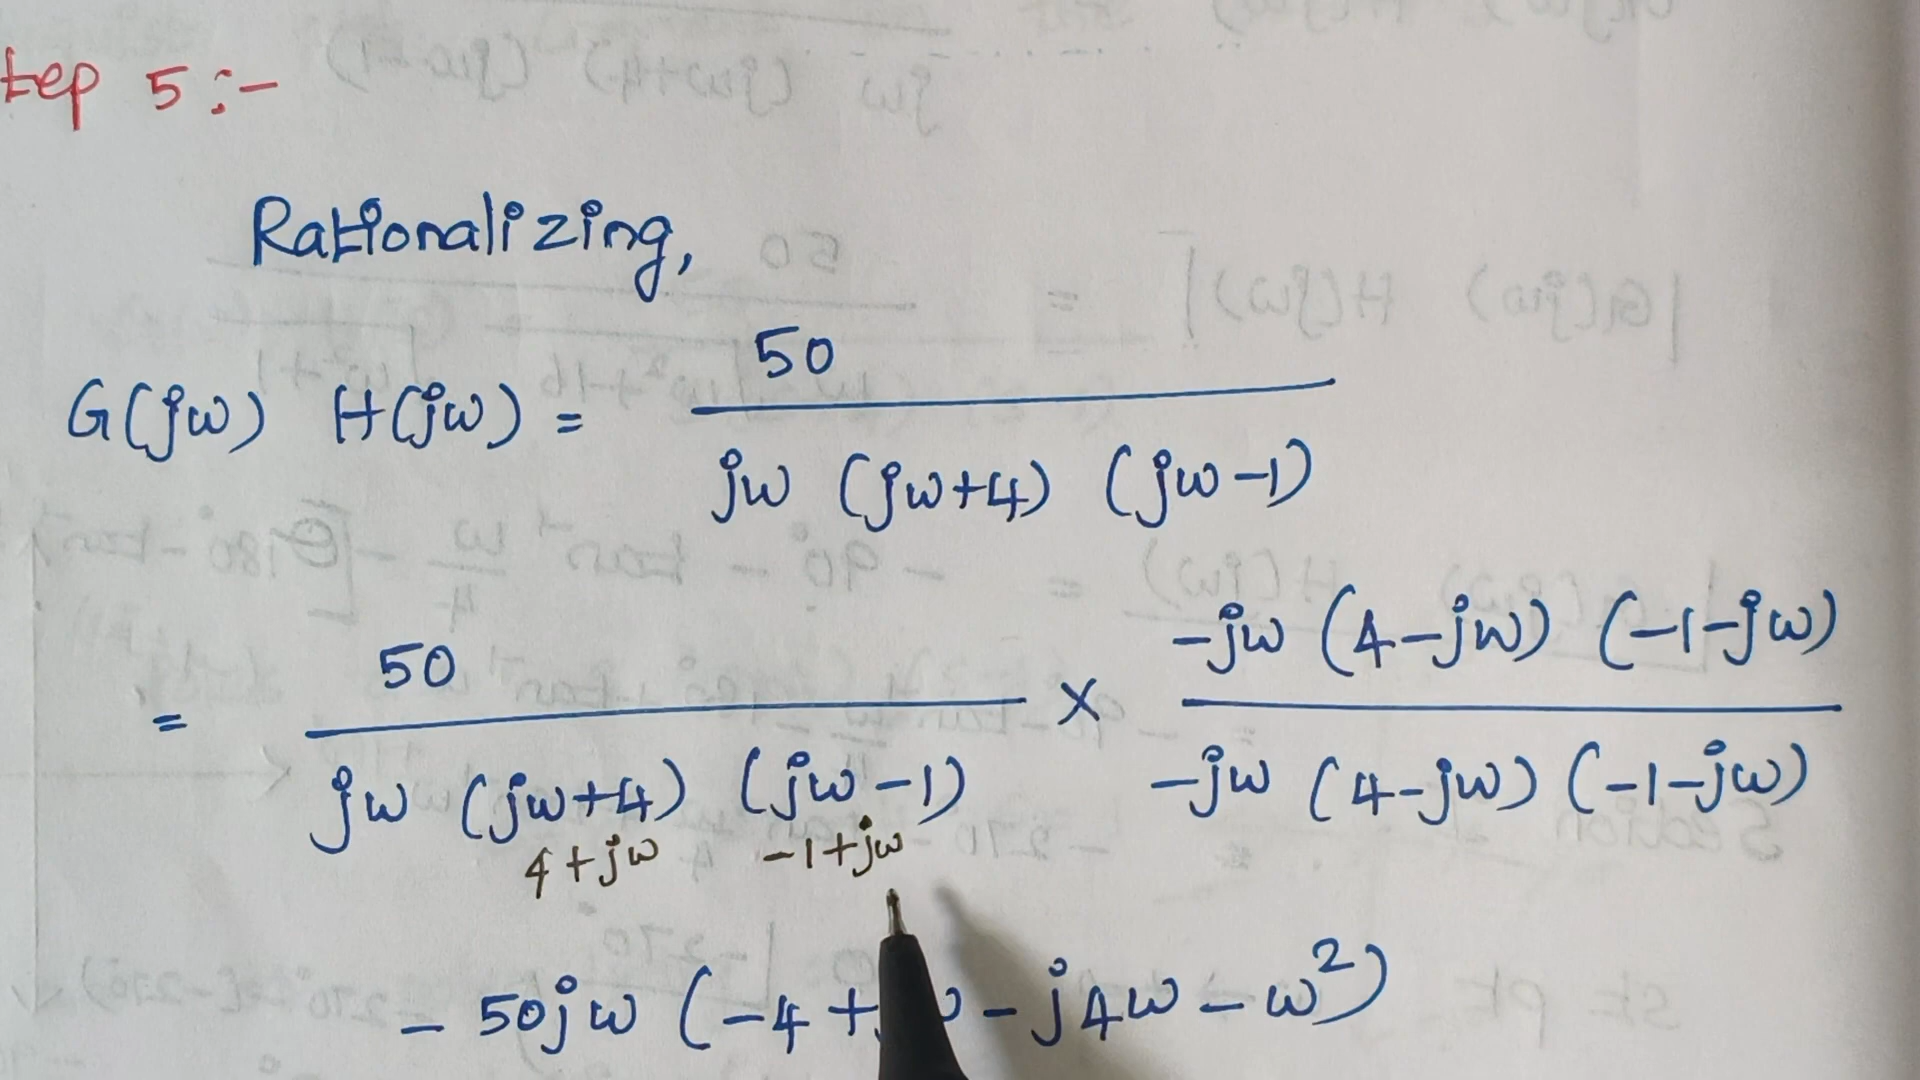 tep 5:-
Rationalizing,
G(jω) H(jω) = 50 / jω (jω+4) (jω-1)
= 50 / jω (jω+4) (jω-1) × -jω (4-jω) (-1-jω) / -jω (4-jω) (-1-jω)
4+jω -1+jω
- 50jω (-4 + - j4ω - ω²)